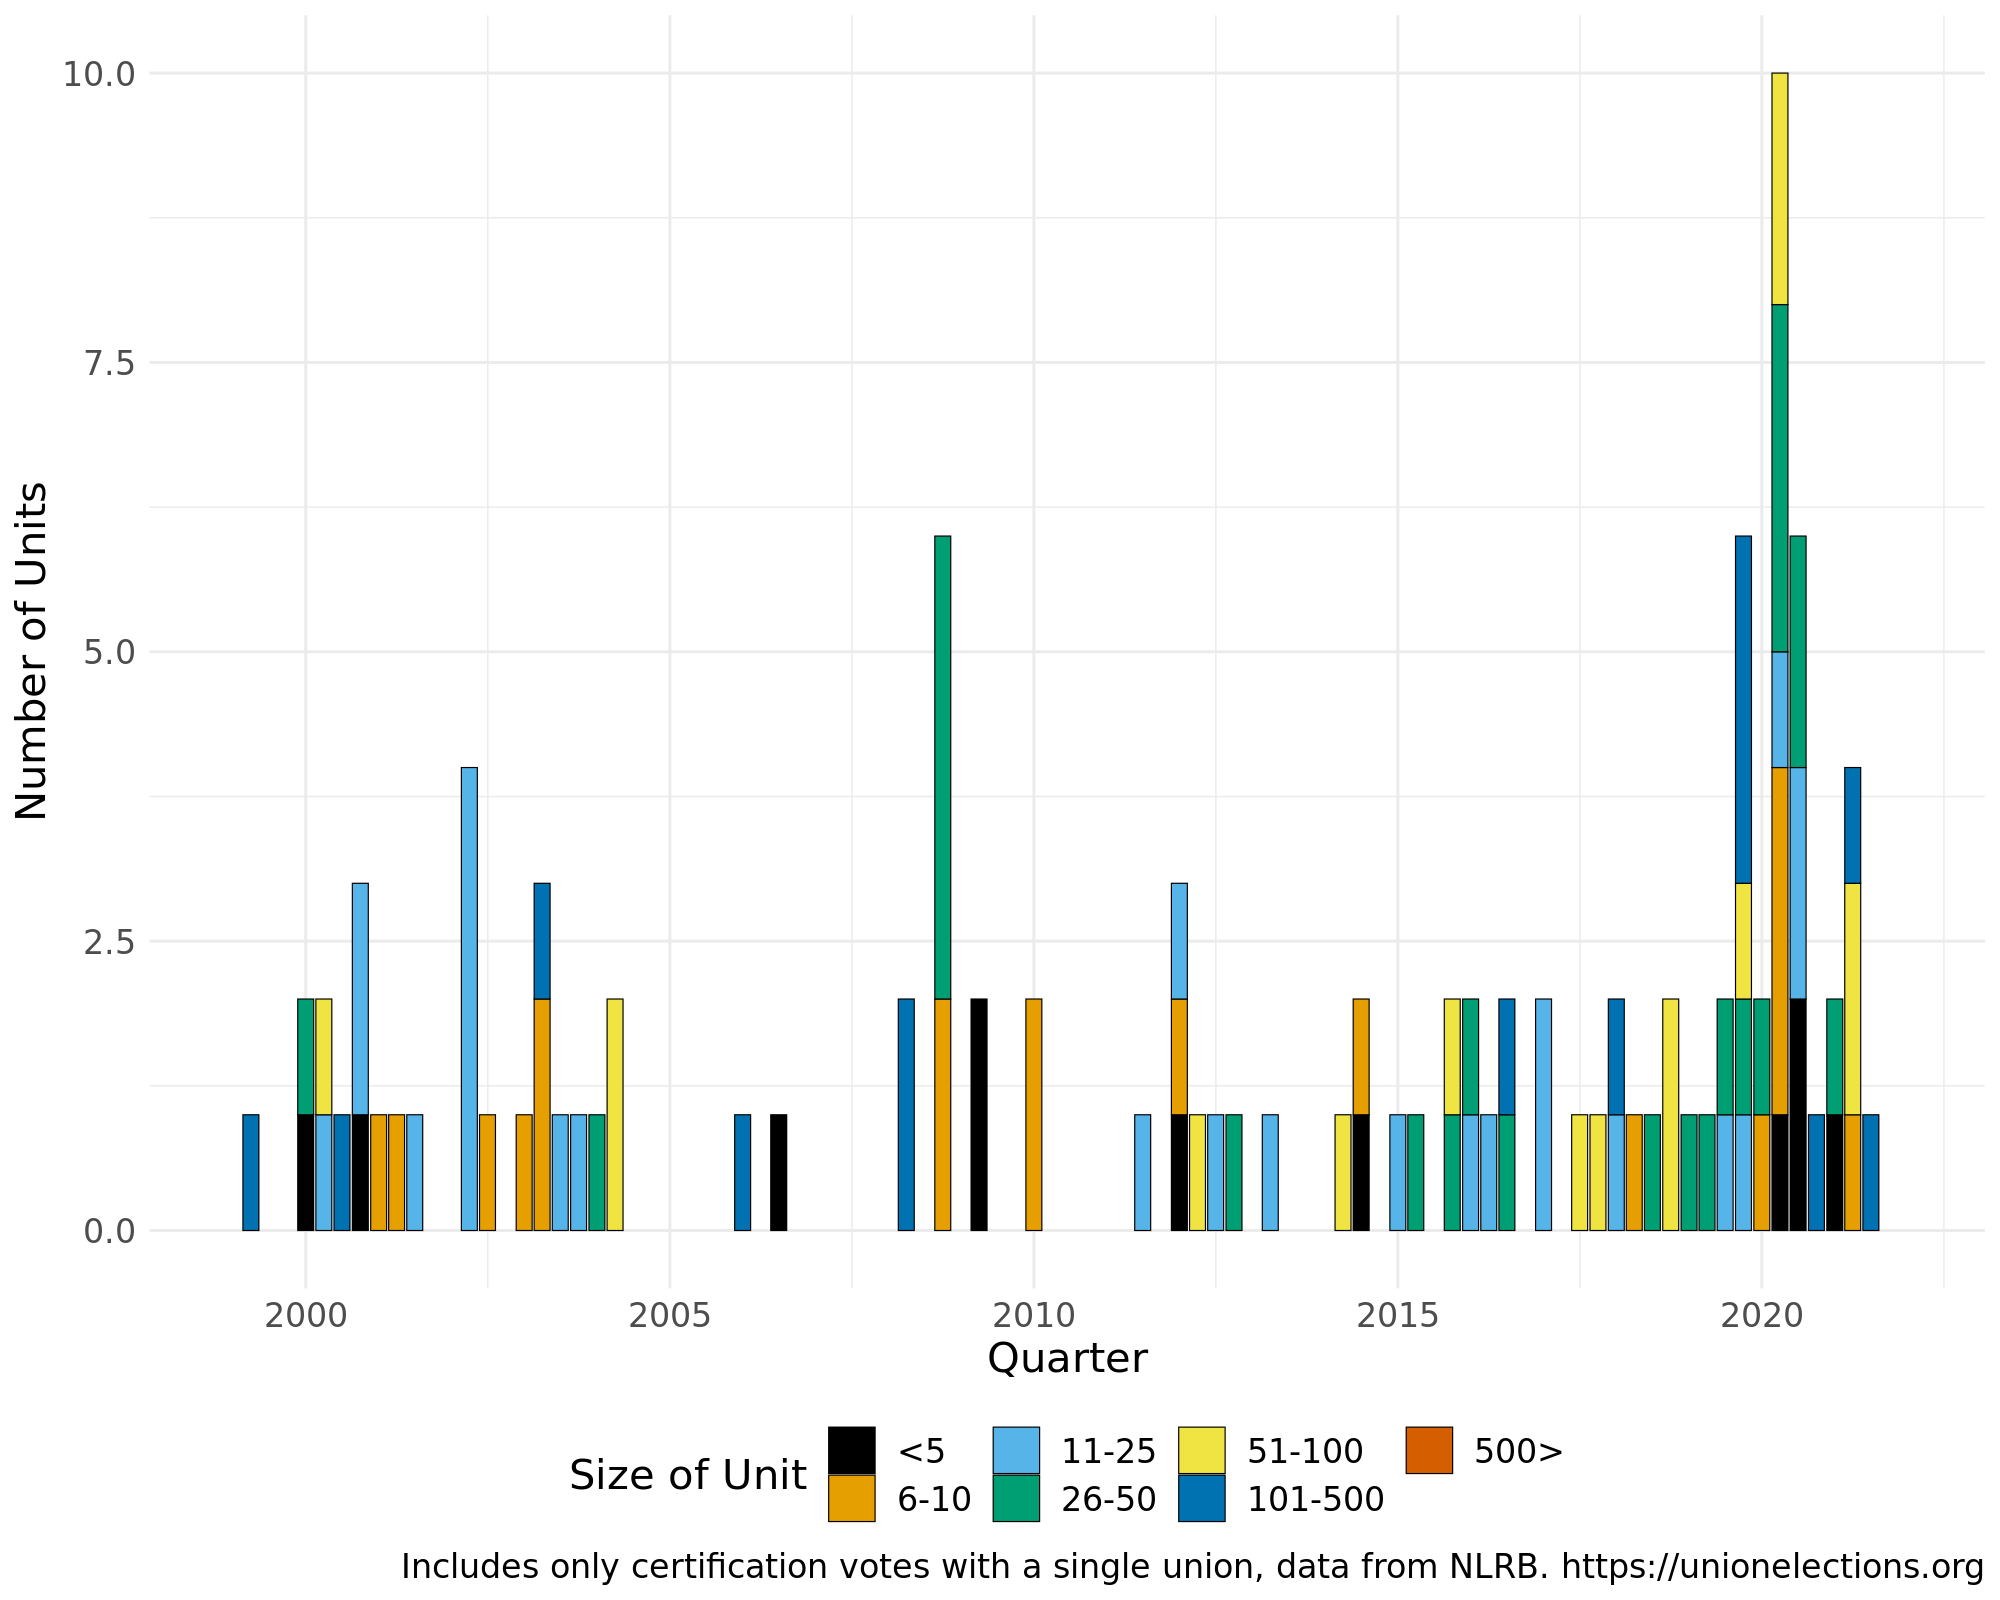 10.0
7.5
5.0
2.5
0.0
Number of Units
2000 2005 2010 2015 2020
Quarter
Size of Unit
<5 11-25 51-100 500>
6-10 26-50 101-500
Includes only certification votes with a single union, data from NLRB. https://unionelections.org